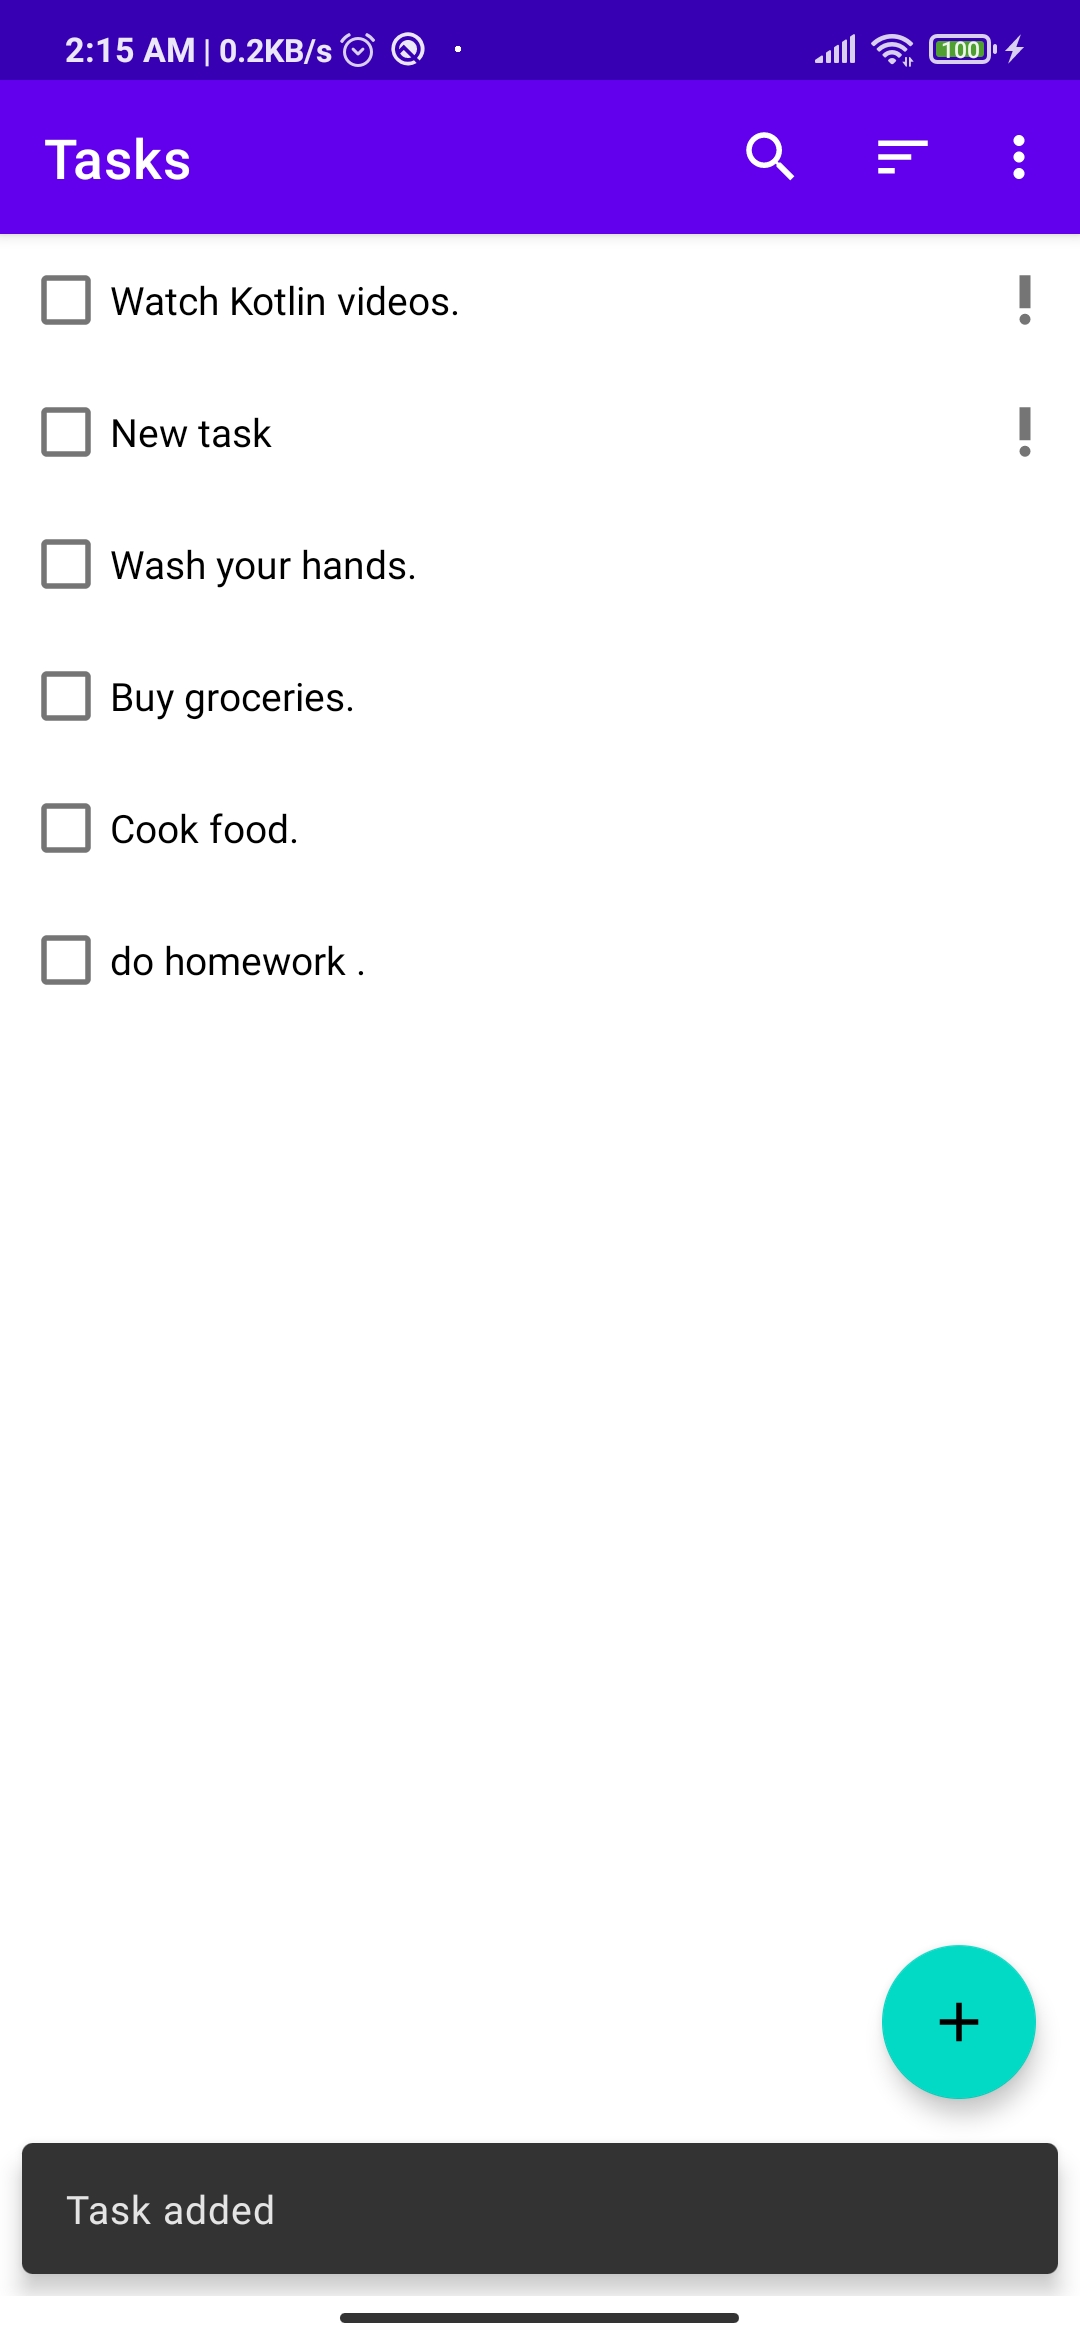 2:15 AM | 0.2KB/s 100
Tasks
Watch Kotlin videos.
New task
Wash your hands.
Buy groceries.
Cook food.
do homework .
Task added